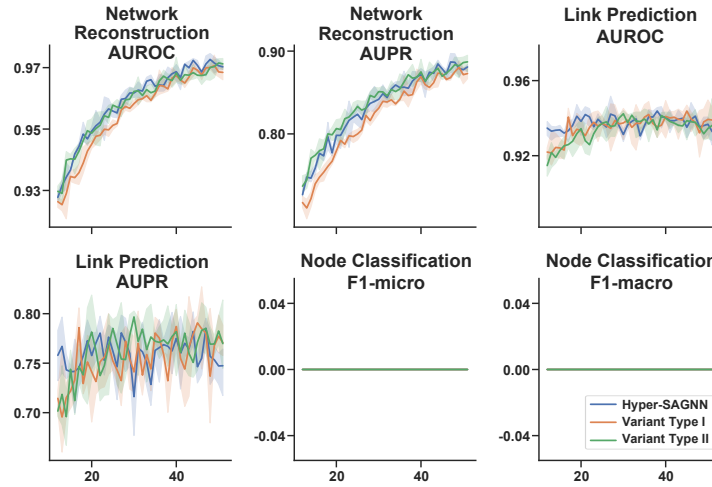 Network
Reconstruction
AUROC
0.97
0.95
0.93
Network
Reconstruction
AUPR
0.90
0.80
Link Prediction
AUROC
0.96
0.92
Link Prediction
AUPR
0.80
0.75
0.70
20
40
Node Classification
F1-micro
0.04
0.00
-0.04
20
40
Node Classification
F1-macro
0.04
0.00
-0.04
Hyper-SAGNN
Variant Type I
Variant Type II
20
40